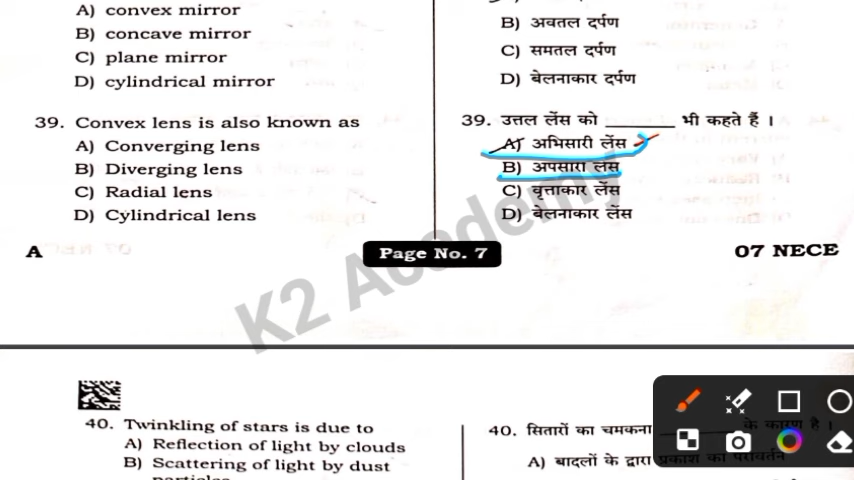 A) convex mirror
B) concave mirror
C) plane mirror
D) cylindrical mirror
39. Convex lens is also known as
A) Converging lens
B) Diverging lens
C) Radial lens
D) Cylindrical lens
B) अवतल दर्पण
C) समतल दर्पण
D) बेलनाकार दर्पण
39. उत्तल लेंस को ________ भी कहते हैं ।
A) अभिसारी लेंस
B) अपसारी लेंस
C) वृत्ताकार लेंस
D) बेलनाकार लेंस
A
Page No. 7
07 NECE
K2 Academy
40. Twinkling of stars is due to
A) Reflection of light by clouds
B) Scattering of light by dust
particles
40. सितारों का चमकना ________ के कारण है ।
A) बादलों के द्वारा प्रकाश का परावर्तन